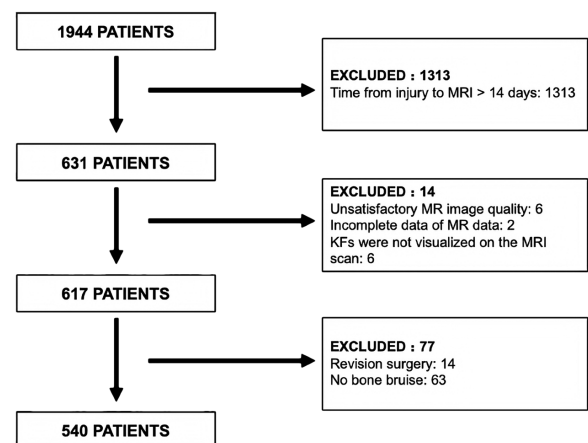 1944 PATIENTS
EXCLUDED : 1313
Time from injury to MRI > 14 days: 1313
631 PATIENTS
EXCLUDED : 14
Unsatisfactory MR image quality: 6
Incomplete data of MR data: 2
KFs were not visualized on the MRI
scan: 6
617 PATIENTS
EXCLUDED : 77
Revision surgery: 14
No bone bruise: 63
540 PATIENTS